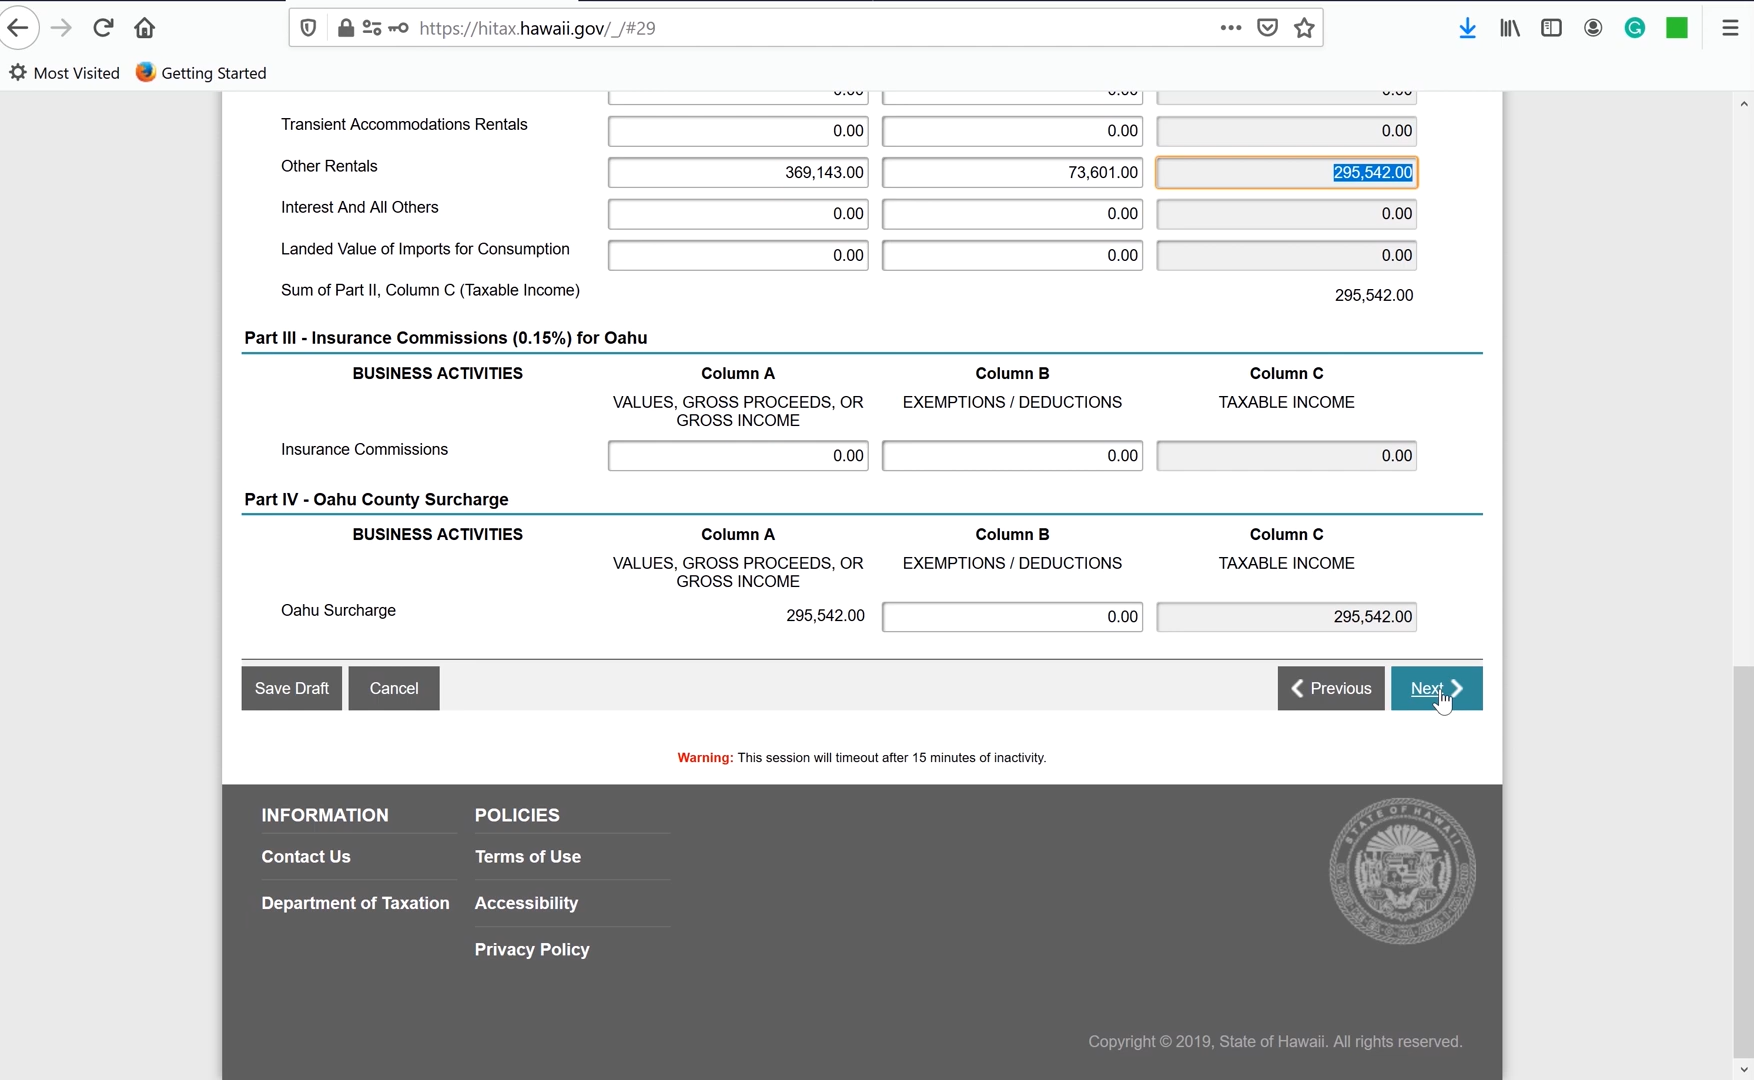 https://hitax.hawaii.gov/_/#29
Most Visited Getting Started
Transient Accommodations Rentals 0.00 0.00 0.00
Other Rentals 369,143.00 73,601.00 295,542.00
Interest And All Others 0.00 0.00 0.00
Landed Value of Imports for Consumption 0.00 0.00 0.00
Sum of Part II, Column C (Taxable Income) 295,542.00
Part III - Insurance Commissions (0.15%) for Oahu
BUSINESS ACTIVITIES Column A Column B Column C
VALUES, GROSS PROCEEDS, OR EXEMPTIONS / DEDUCTIONS TAXABLE INCOME
GROSS INCOME
Insurance Commissions 0.00 0.00 0.00
Part IV - Oahu County Surcharge
BUSINESS ACTIVITIES Column A Column B Column C
VALUES, GROSS PROCEEDS, OR EXEMPTIONS / DEDUCTIONS TAXABLE INCOME
GROSS INCOME
Oahu Surcharge 295,542.00 0.00 295,542.00
Save Draft Cancel Previous Next
Warning: This session will timeout after 15 minutes of inactivity.
INFORMATION POLICIES
Contact Us Terms of Use
Department of Taxation Accessibility
Privacy Policy
STATE OF HAWAII
Copyright © 2019, State of Hawaii. All rights reserved.